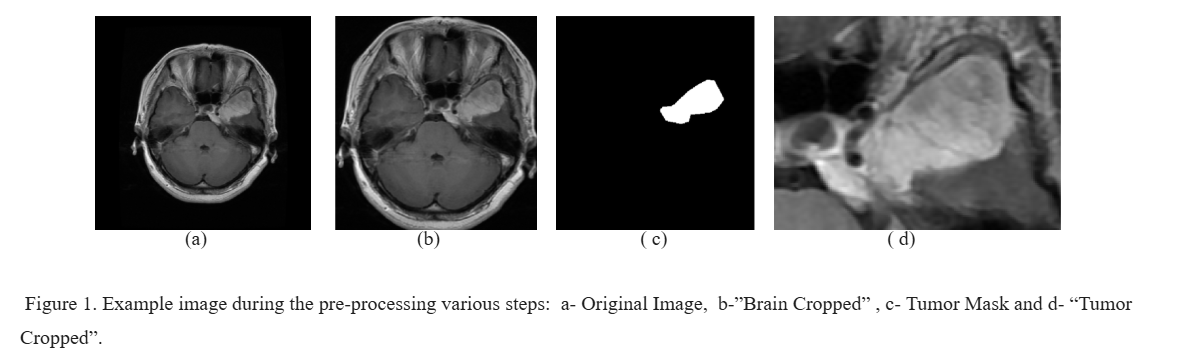 (a) (b) ( c) ( d)
Figure 1. Example image during the pre-processing various steps:  a- Original Image,  b-”Brain Cropped” , c- Tumor Mask and d- “Tumor
Cropped”.